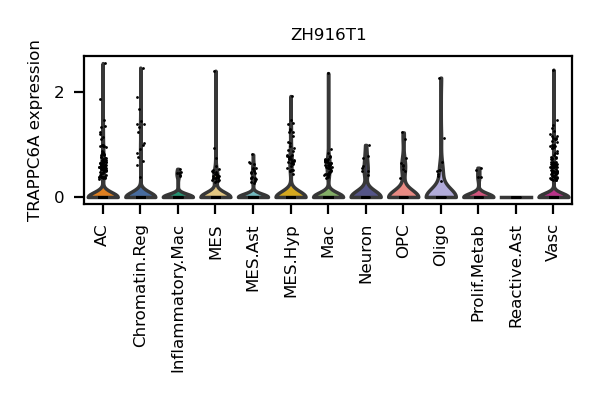 ZH916T1
TRAPPC6A expression
2
0
AC
Chromatin.Reg
Inflammatory.Mac
MES
MES.Ast
MES.Hyp
Mac
Neuron
OPC
Oligo
Prolif.Metab
Reactive.Ast
Vasc